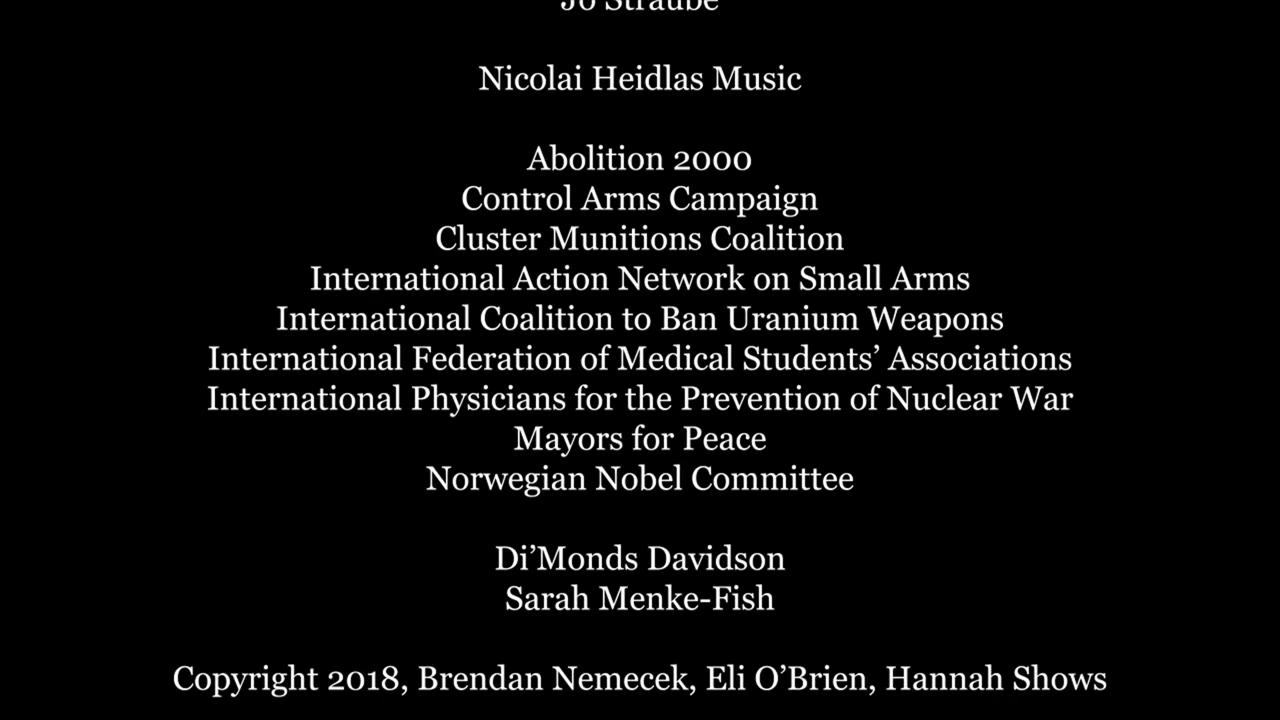 Jo Straube
Nicolai Heidlas Music
Abolition 2000
Control Arms Campaign
Cluster Munitions Coalition
International Action Network on Small Arms
International Coalition to Ban Uranium Weapons
International Federation of Medical Students’ Associations
International Physicians for the Prevention of Nuclear War
Mayors for Peace
Norwegian Nobel Committee
Di’Monds Davidson
Sarah Menke-Fish
Copyright 2018, Brendan Nemecek, Eli O’Brien, Hannah Shows